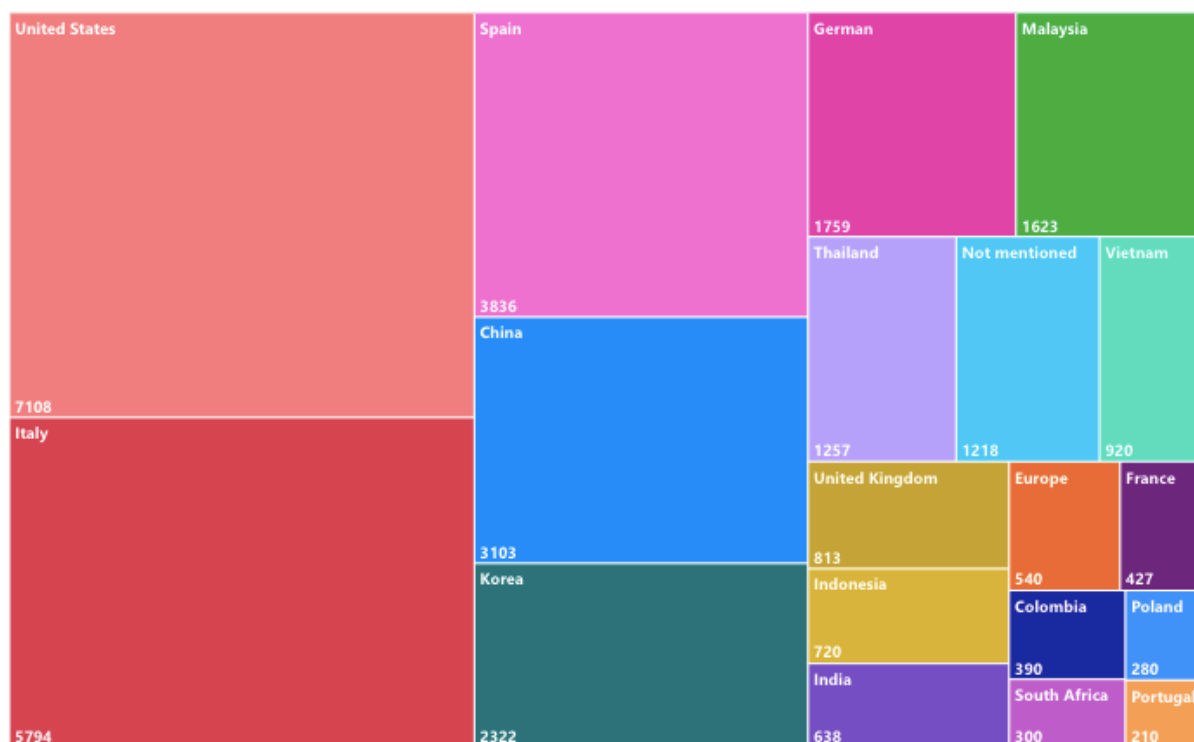 United States
7108
Italy
5794
Spain
3836
China
3103
Korea
2322
German
1759
Malaysia
1623
Thailand
1257
Not mentioned
1218
Vietnam
920
United Kingdom
813
Indonesia
720
India
638
Europe
540
France
427
Colombia
390
Poland
280
South Africa
300
Portugal
210